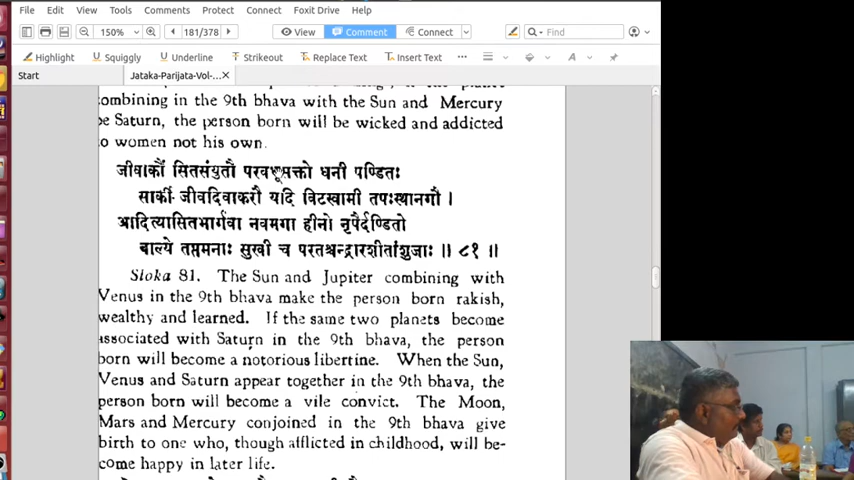 File Edit View Tools Comments Protect Connect Foxit Drive Help
150% 181/378 View Comment Connect Find
Highlight Squiggly Underline Strikeout Replace Text Insert Text
Start Jataka-Parijata-Vol-...
ombining in the 9th bhava with the Sun and Mercury
be Saturn, the person born will be wicked and addicted
to women not his own.
जीवार्कौ सितसंयुतौ परवधूसक्तो धनी पण्डितः
सार्की जीवदिवाकरौ यदि विटस्वामी तपःस्थानगौ ।
आदित्यासितभार्गवा नवमगा हीनो नृपैर्दण्डितो
बाल्ये तप्तमनाः सुखी च परतश्चन्द्रारशीतांशुजाः ॥ ८१ ॥
Sloka 81. The Sun and Jupiter combining with
Venus in the 9th bhava make the person born rakish,
wealthy and learned. If the same two planets become
associated with Saturn in the 9th bhava, the person
born will become a notorious libertine. When the Sun,
Venus and Saturn appear together in the 9th bhava, the
person born will become a vile convict. The Moon,
Mars and Mercury conjoined in the 9th bhava give
birth to one who, though afflicted in childhood, will be-
come happy in later life.